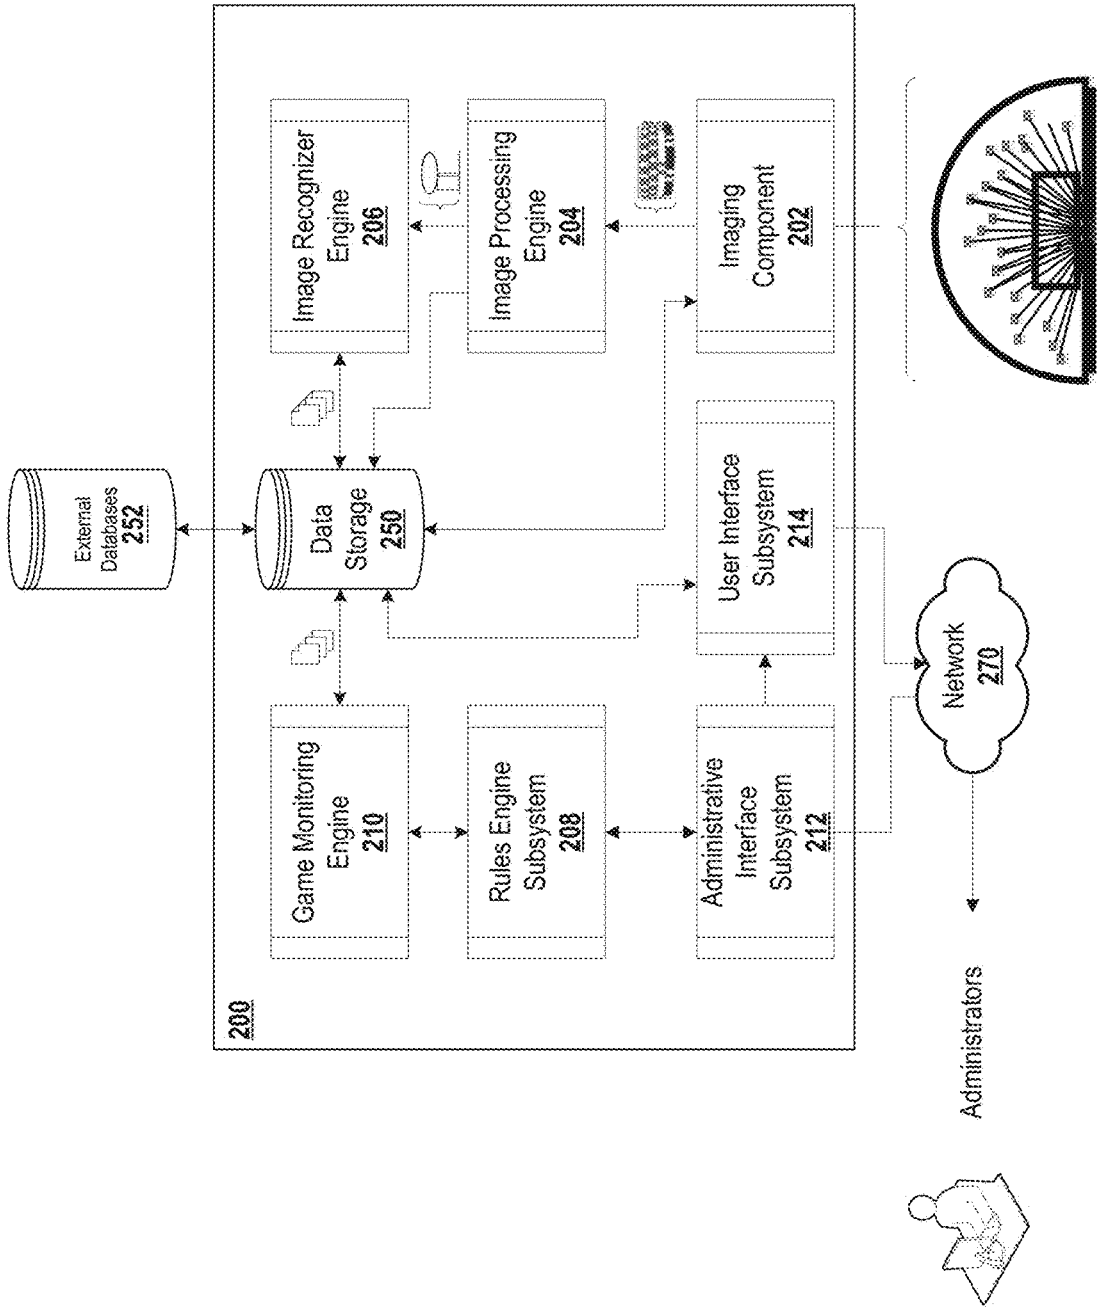 200
External
Databases
252
Game Monitoring
Engine
210
Data
Storage
250
Image Recognizer
Engine
206
Rules Engine
Subsystem
208
Image Processing
Engine
204
Administrative
Interface
Subsystem
212
User Interface
Subsystem
214
Imaging
Component
202
Administrators
Network
270